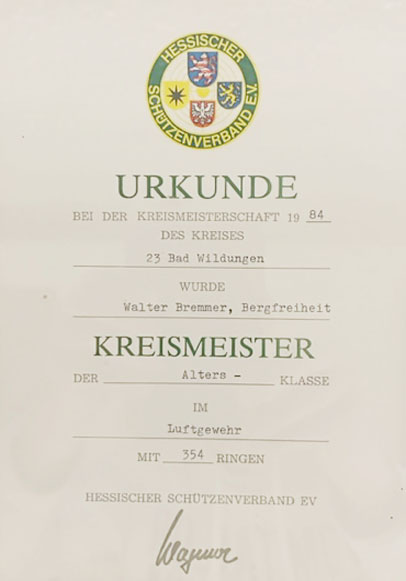 HESSISCHER
SCHÜTZENVERBAND E.V.
URKUNDE
BEI DER KREISMEISTERSCHAFT 19 84
DES KREISES
23 Bad Wildungen
WURDE
Walter Bremmer, Bergfreiheit
KREISMEISTER
DER Alters - KLASSE
IM
Luftgewehr
MIT 354 RINGEN
HESSISCHER SCHÜTZENVERBAND EV
Wagner